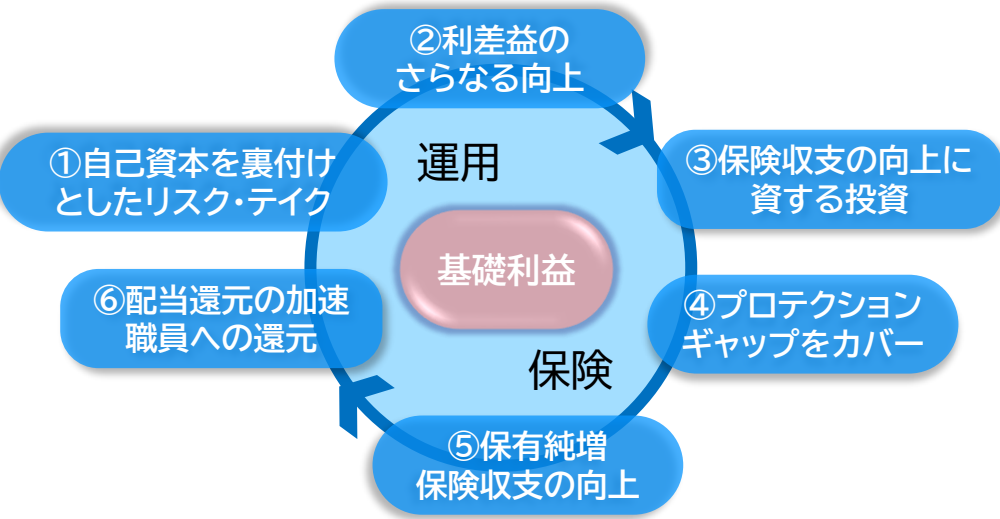 ①自己資本を裏付け
としたリスク・テイク
②利差益の
さらなる向上
③保険収支の向上に
資する投資
④プロテクション
ギャップをカバー
⑤保有純増
保険収支の向上
⑥配当還元の加速
職員への還元
運用
基礎利益
保険